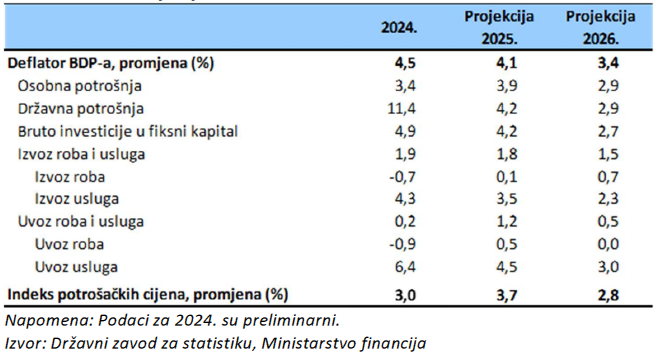 2024. Projekcija 2025. Projekcija 2026.
Deflator BDP-a, promjena (%) 4,5 4,1 3,4
Osobna potrošnja 3,4 3,9 2,9
Državna potrošnja 11,4 4,2 2,9
Bruto investicije u fiksni kapital 4,9 4,2 2,7
Izvoz roba i usluga 1,9 1,8 1,5
Izvoz roba -0,7 0,1 0,7
Izvoz usluga 4,3 3,5 2,3
Uvoz roba i usluga 0,2 1,2 0,5
Uvoz roba -0,9 0,5 0,0
Uvoz usluga 6,4 4,5 3,0
Indeks potrošačkih cijena, promjena (%) 3,0 3,7 2,8
Napomena: Podaci za 2024. su preliminarni.
Izvor: Državni zavod za statistiku, Ministarstvo financija